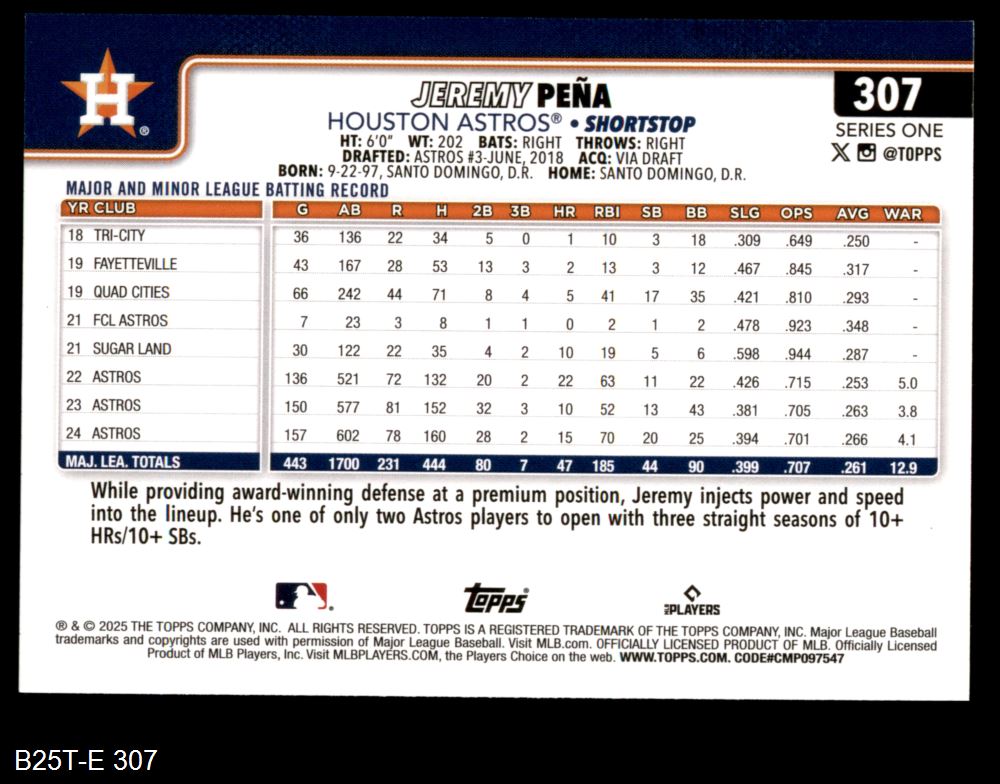 H ®
307
JEREMY PEÑA
HOUSTON ASTROS® • SHORTSTOP
SERIES ONE
HT: 6'0" WT: 202 BATS: RIGHT THROWS: RIGHT
@TOPPS
DRAFTED: ASTROS #3-JUNE, 2018 ACQ: VIA DRAFT
BORN: 9-22-97, SANTO DOMINGO, D.R. HOME: SANTO DOMINGO, D.R.
MAJOR AND MINOR LEAGUE BATTING RECORD
YR CLUB G AB R H 2B 3B HR RBI SB BB SLG OPS AVG WAR
18 TRI-CITY 36 136 22 34 5 0 1 10 3 18 .309 .649 .250 -
19 FAYETTEVILLE 43 167 28 53 13 3 2 13 3 12 .467 .845 .317 -
19 QUAD CITIES 66 242 44 71 8 4 5 41 17 35 .421 .810 .293 -
21 FCL ASTROS 7 23 3 8 1 1 0 2 1 2 .478 .923 .348 -
21 SUGAR LAND 30 122 22 35 4 2 10 19 5 6 .598 .944 .287 -
22 ASTROS 136 521 72 132 20 2 22 63 11 22 .426 .715 .253 5.0
23 ASTROS 150 577 81 152 32 3 10 52 13 43 .381 .705 .263 3.8
24 ASTROS 157 602 78 160 28 2 15 70 20 25 .394 .701 .266 4.1
MAJ. LEA. TOTALS 443 1700 231 444 80 7 47 185 44 90 .399 .707 .261 12.9
While providing award-winning defense at a premium position, Jeremy injects power and speed
into the lineup. He's one of only two Astros players to open with three straight seasons of 10+
HRs/10+ SBs.
Topps®
MLB PLAYERS
® & © 2025 THE TOPPS COMPANY, INC. ALL RIGHTS RESERVED. TOPPS IS A REGISTERED TRADEMARK OF THE TOPPS COMPANY, INC. Major League Baseball
trademarks and copyrights are used with permission of Major League Baseball. Visit MLB.com. OFFICIALLY LICENSED PRODUCT OF MLB. Officially Licensed
Product of MLB Players, Inc. Visit MLBPLAYERS.COM, the Players Choice on the web. WWW.TOPPS.COM. CODE#CMP097547
B25T-E 307